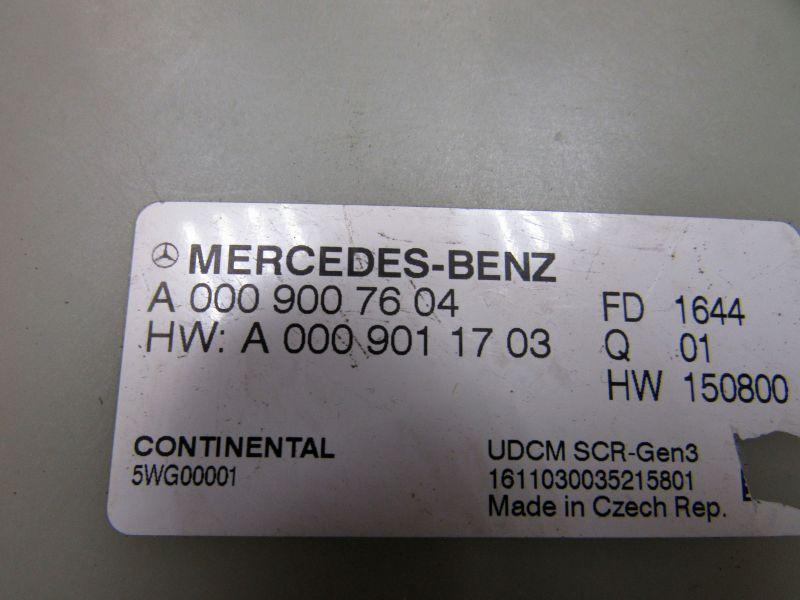 MERCEDES-BENZ
A 000 900 76 04
HW: A 000 901 17 03
FD 1644
Q 01
HW 150800
CONTINENTAL
5WG00001
UDCM SCR-Gen3
1611030035215801
Made in Czech Rep.